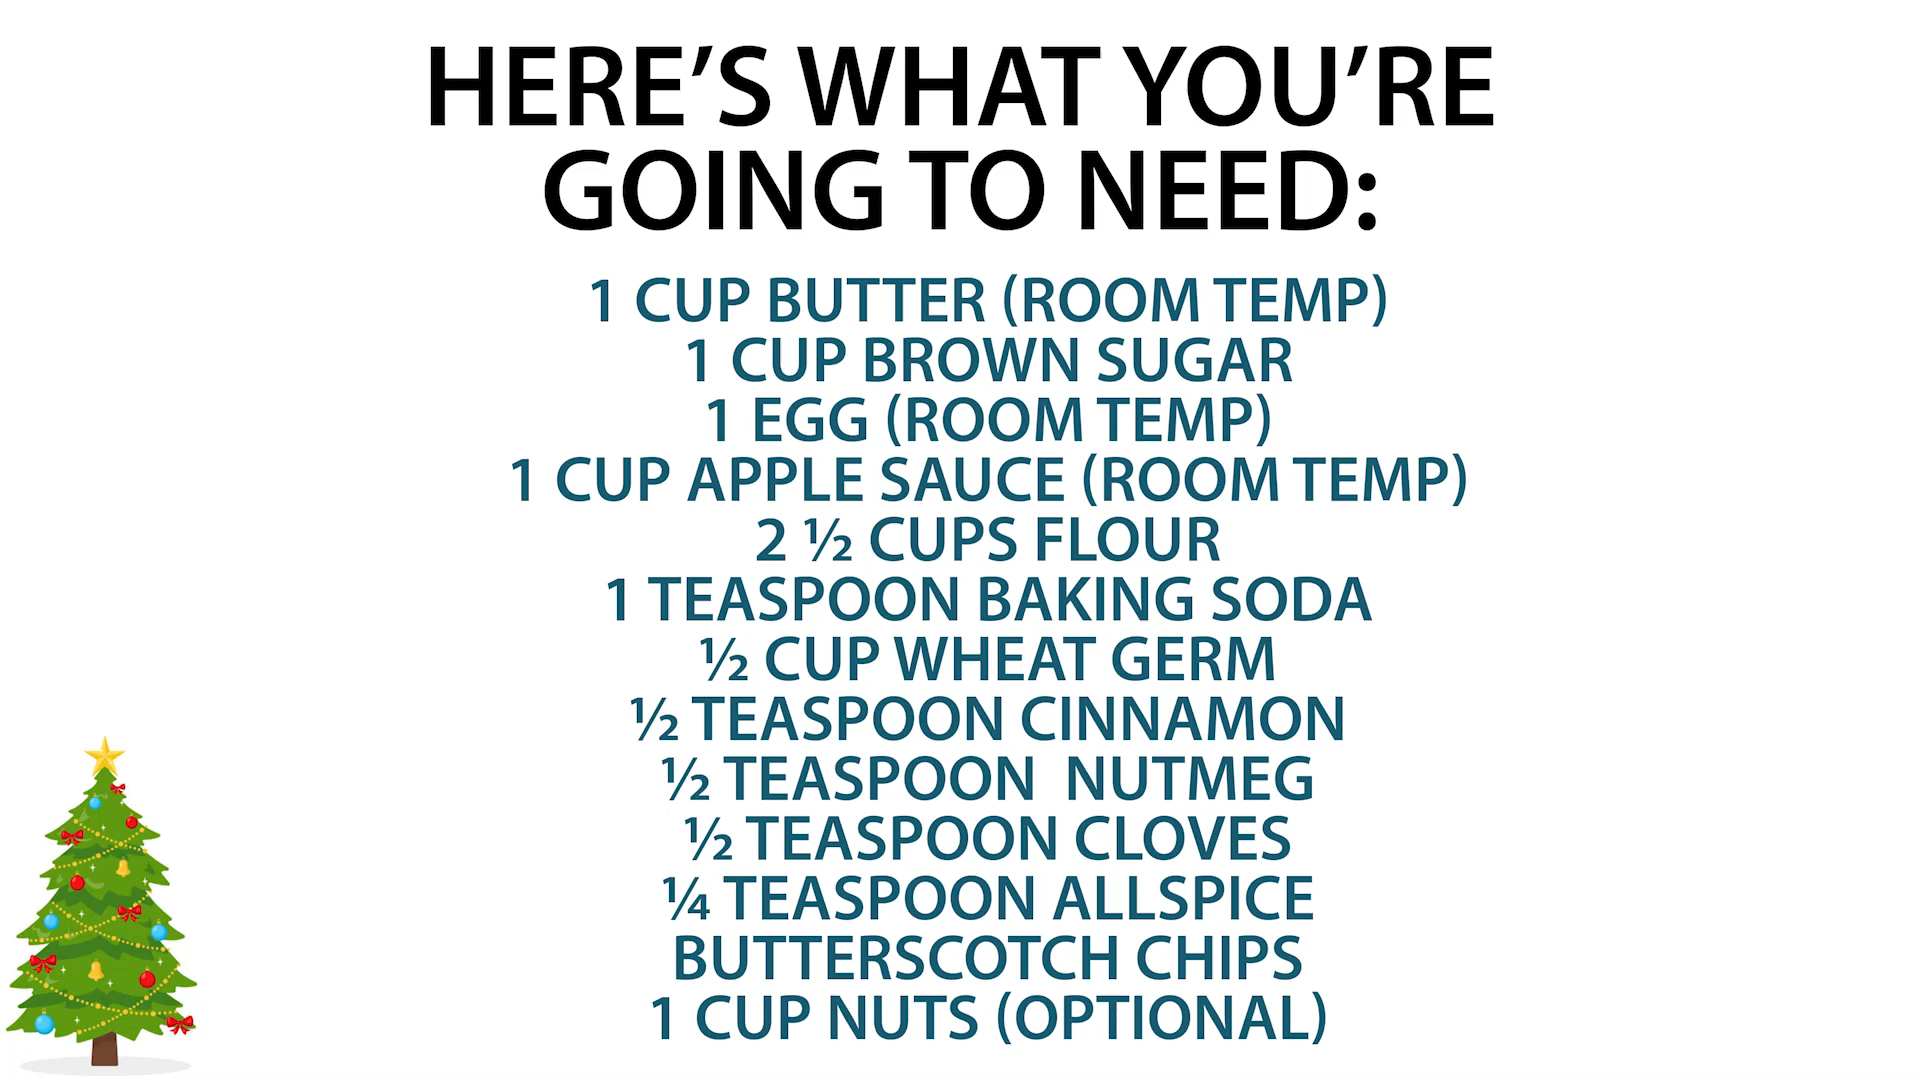 HERE’S WHAT YOU’RE
GOING TO NEED:
1 CUP BUTTER (ROOM TEMP)
1 CUP BROWN SUGAR
1 EGG (ROOM TEMP)
1 CUP APPLE SAUCE (ROOM TEMP)
2 ½ CUPS FLOUR
1 TEASPOON BAKING SODA
½ CUP WHEAT GERM
½ TEASPOON CINNAMON
½ TEASPOON  NUTMEG
½ TEASPOON CLOVES
¼ TEASPOON ALLSPICE
BUTTERSCOTCH CHIPS
1 CUP NUTS (OPTIONAL)